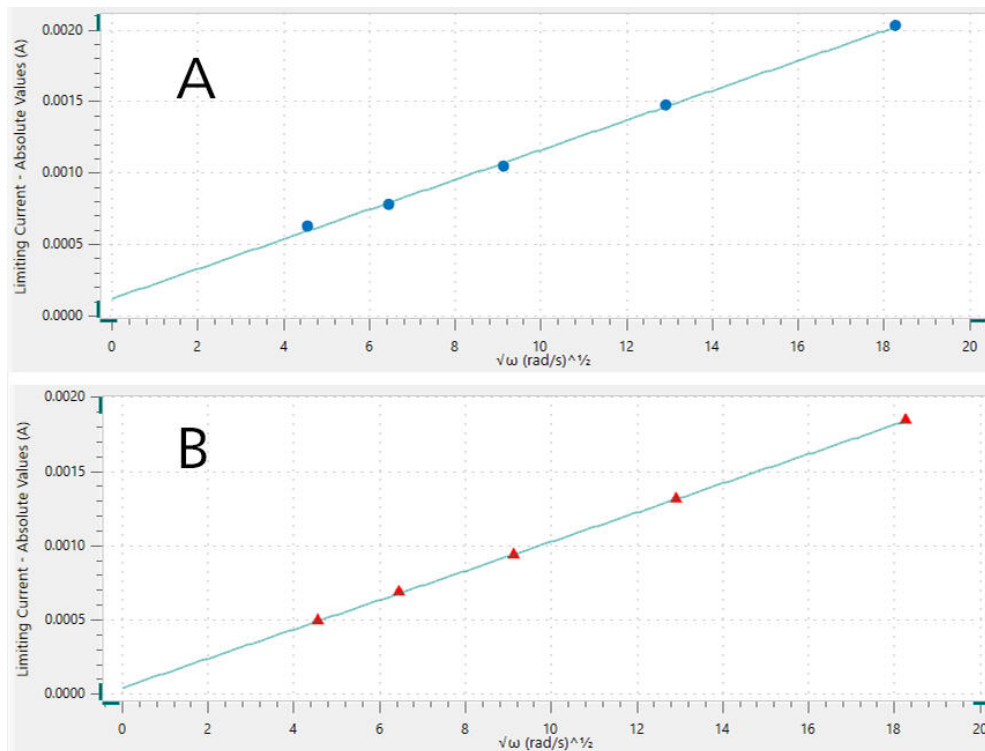 Limiting Current - Absolute Values (A)
A
0.0020
0.0015
0.0010
0.0005
0.0000
0 2 4 6 8 10 12 14 16 18 20
√ω (rad/s)^½
Limiting Current - Absolute Values (A)
B
0.0020
0.0015
0.0010
0.0005
0.0000
0 2 4 6 8 10 12 14 16 18 20
√ω (rad/s)^½